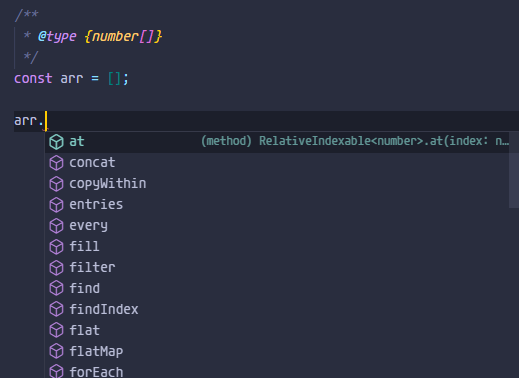 /**
 * @type {number[]}
 */
const arr = [];
arr.
at (method) RelativeIndexable<number>.at(index: n…
concat
copyWithin
entries
every
fill
filter
find
findIndex
flat
flatMap
forEach